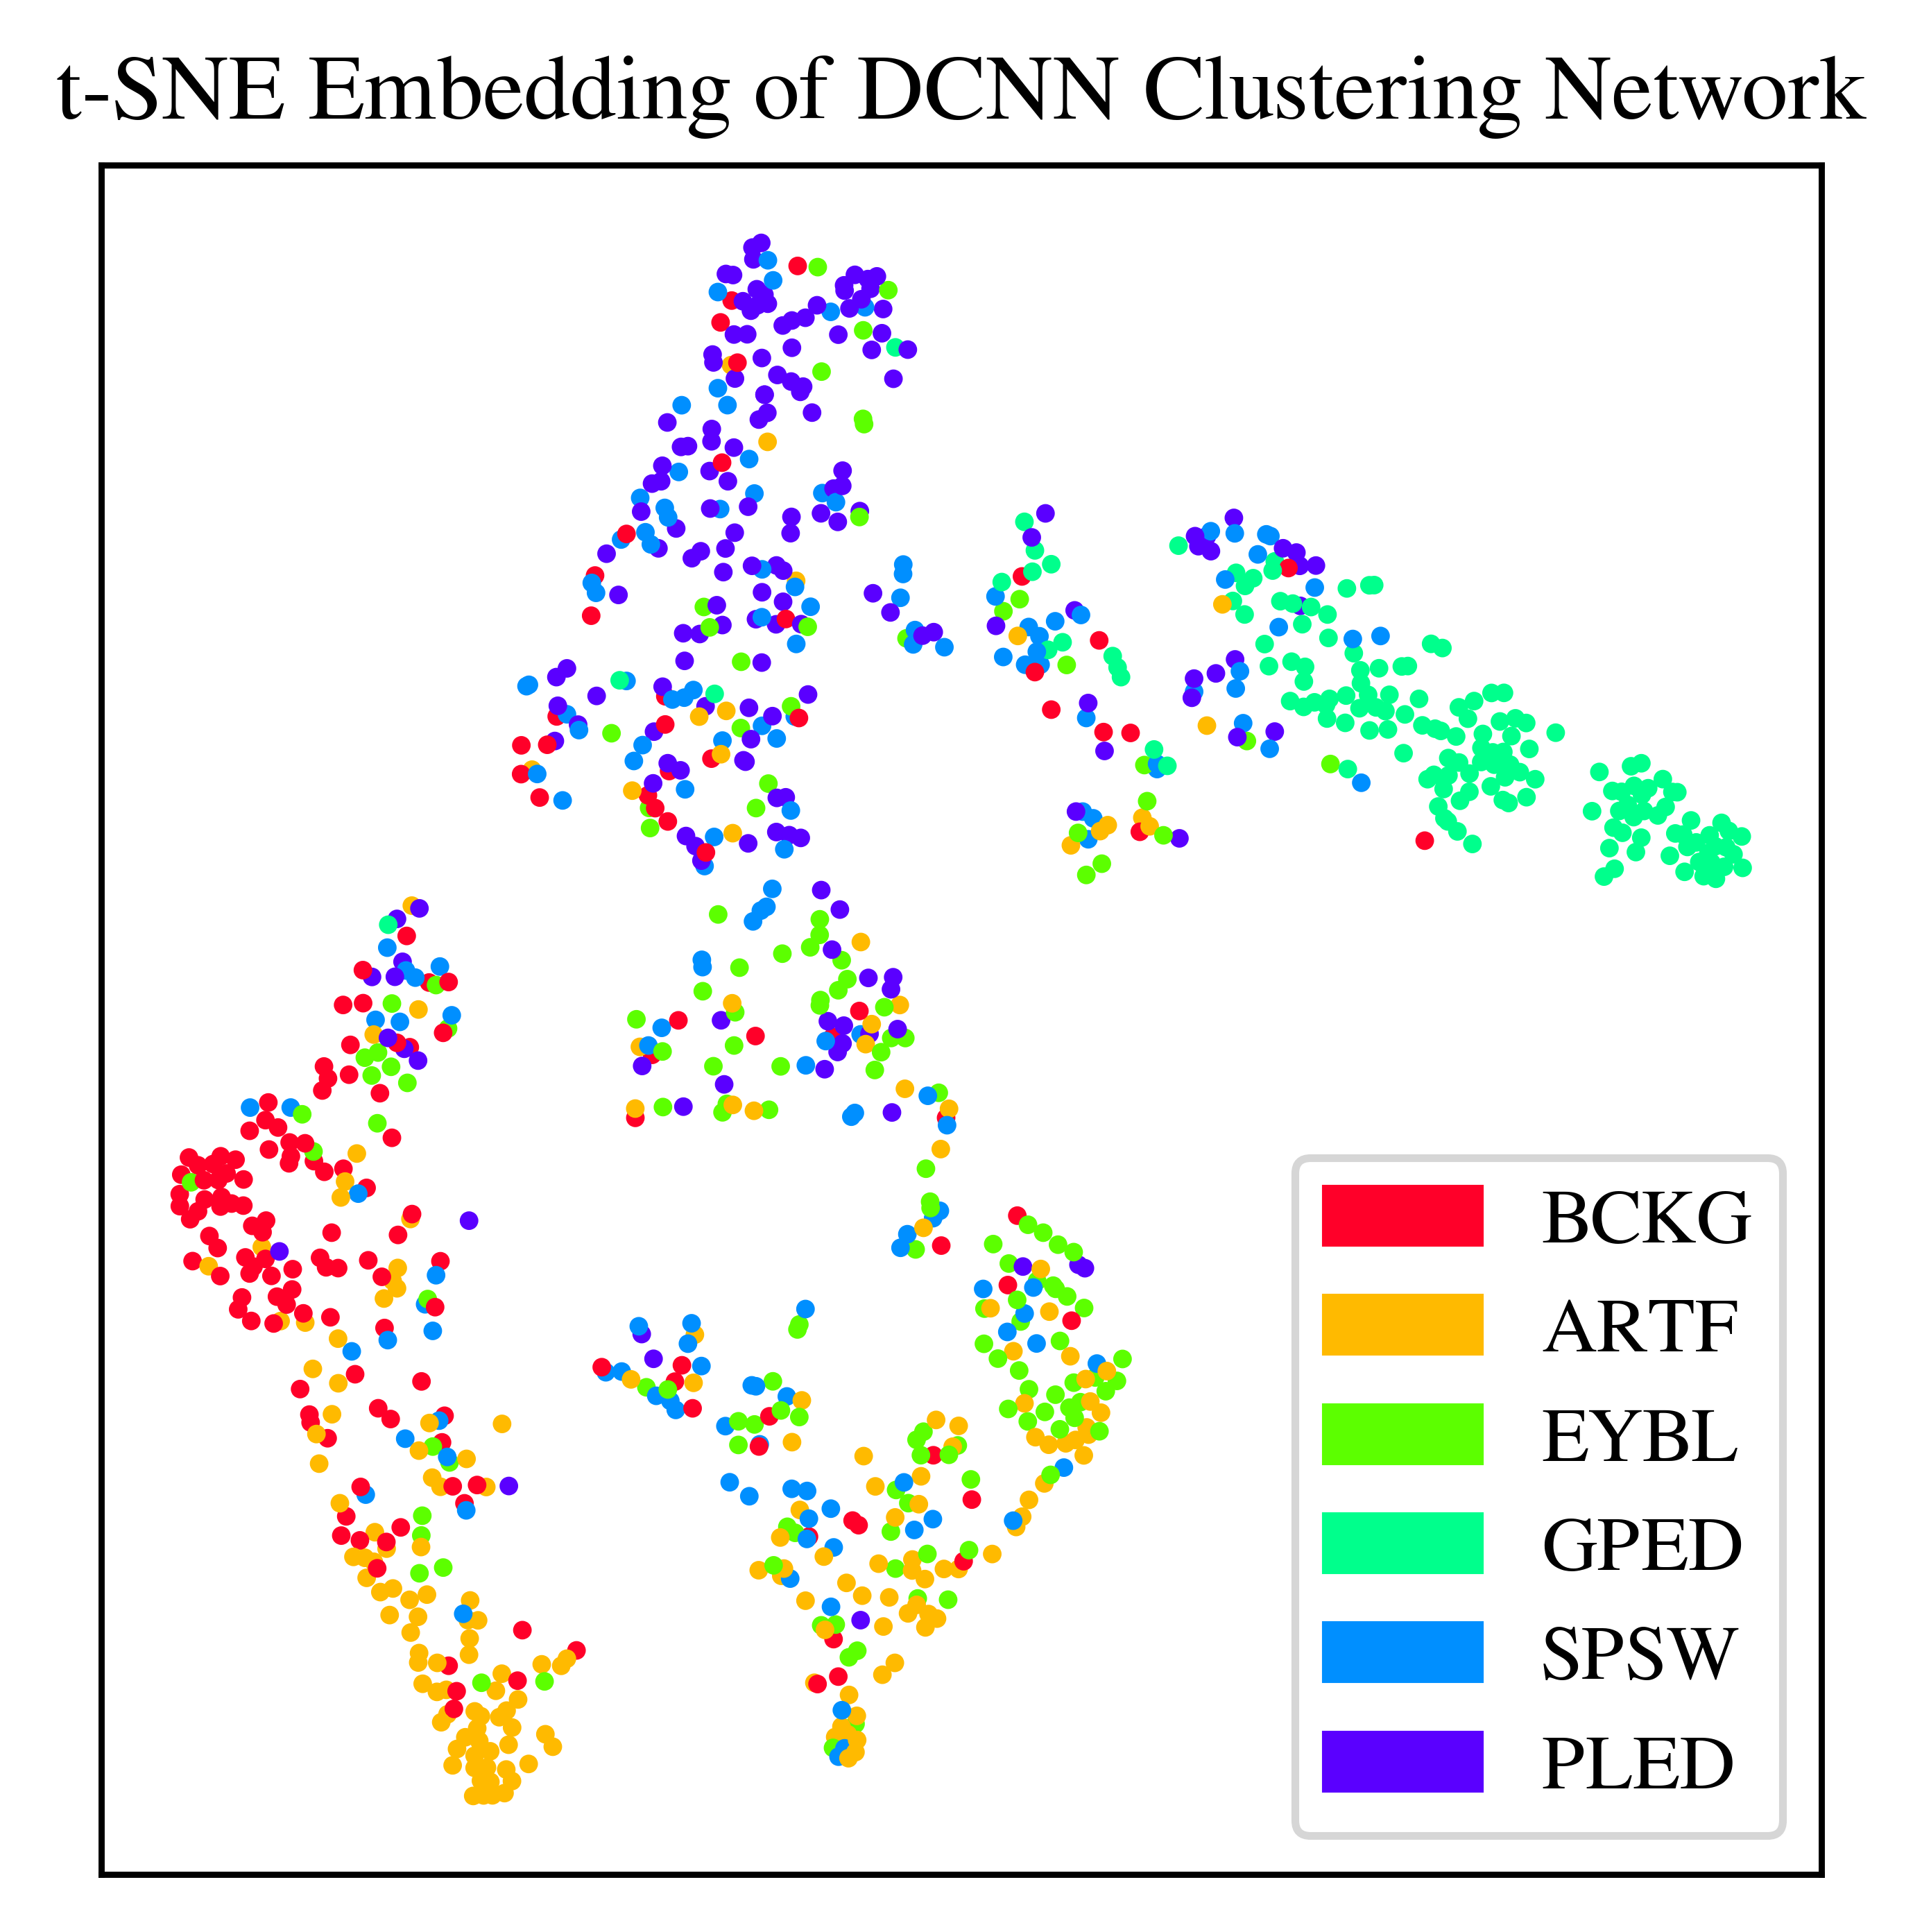 t-SNE Embedding of DCNN Clustering Network
BCKG
ARTF
EYBL
GPED
SPSW
PLED